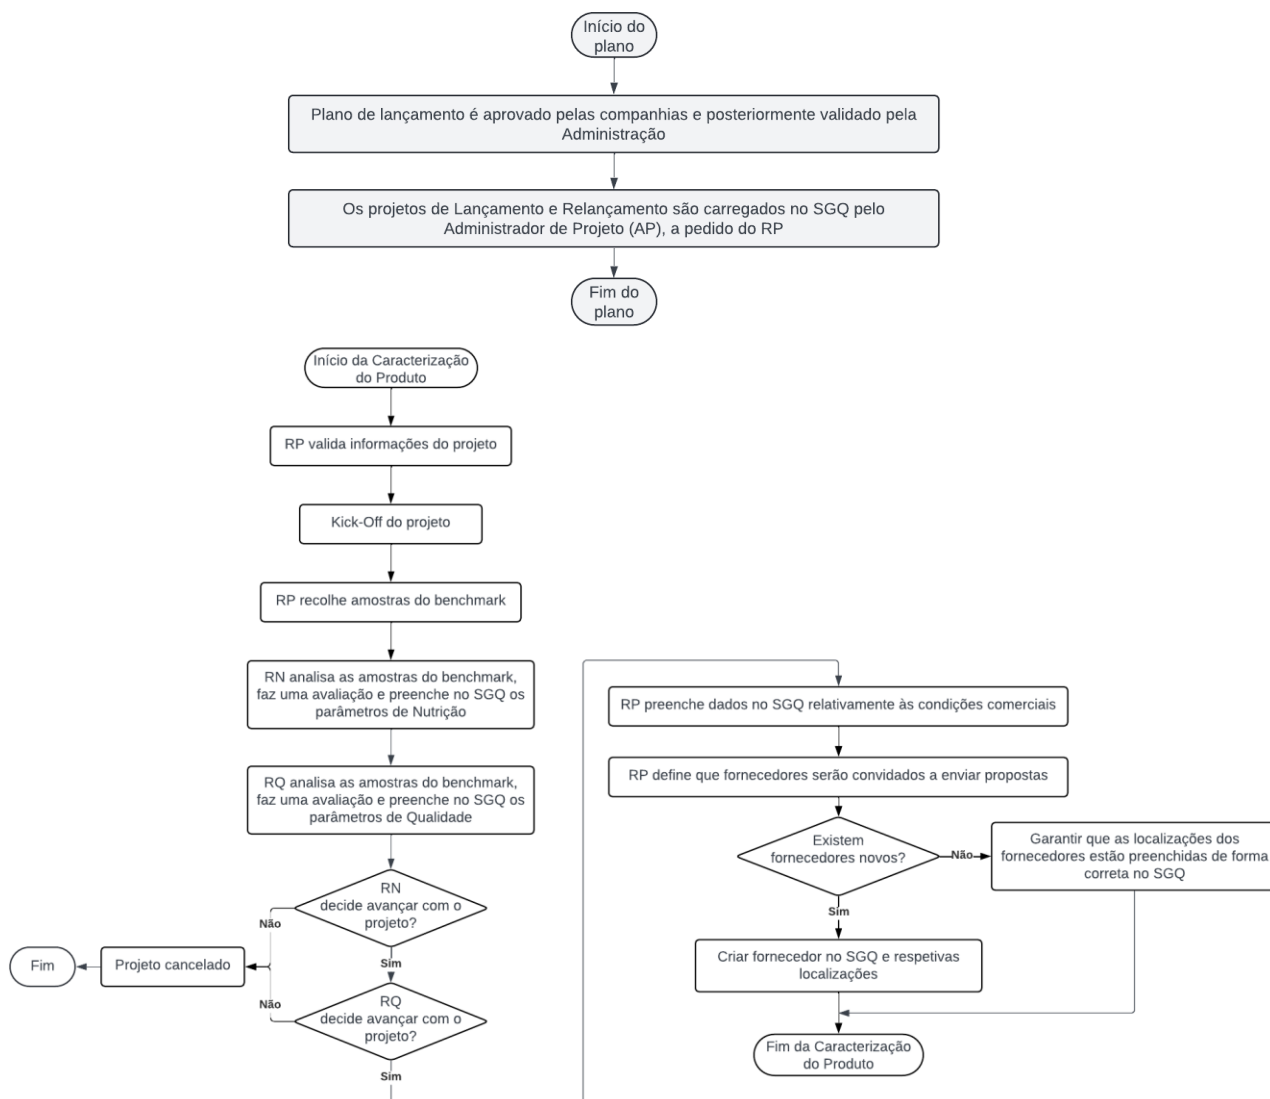 Início do
plano
Plano de lançamento é aprovado pelas companhias e posteriormente validado pela
Administração
Os projetos de Lançamento e Relançamento são carregados no SGQ pelo
Administrador de Projeto (AP), a pedido do RP
Fim do
plano
Início da Caracterização
do Produto
RP valida informações do projeto
Kick-Off do projeto
RP recolhe amostras do benchmark
RN analisa as amostras do benchmark,
faz uma avaliação e preenche no SGQ os
parâmetros de Nutrição
RQ analisa as amostras do benchmark,
faz uma avaliação e preenche no SGQ os
parâmetros de Qualidade
RN
decide avançar com o
projeto?
Não
Sim
Projeto cancelado
Fim
RQ
decide avançar com o
projeto?
Não
Sim
RP preenche dados no SGQ relativamente às condições comerciais
RP define que fornecedores serão convidados a enviar propostas
Existem
fornecedores novos?
Não
Garantir que as localizações dos
fornecedores estão preenchidas de forma
correta no SGQ
Sim
Criar fornecedor no SGQ e respetivas
localizações
Fim da Caracterização
do Produto